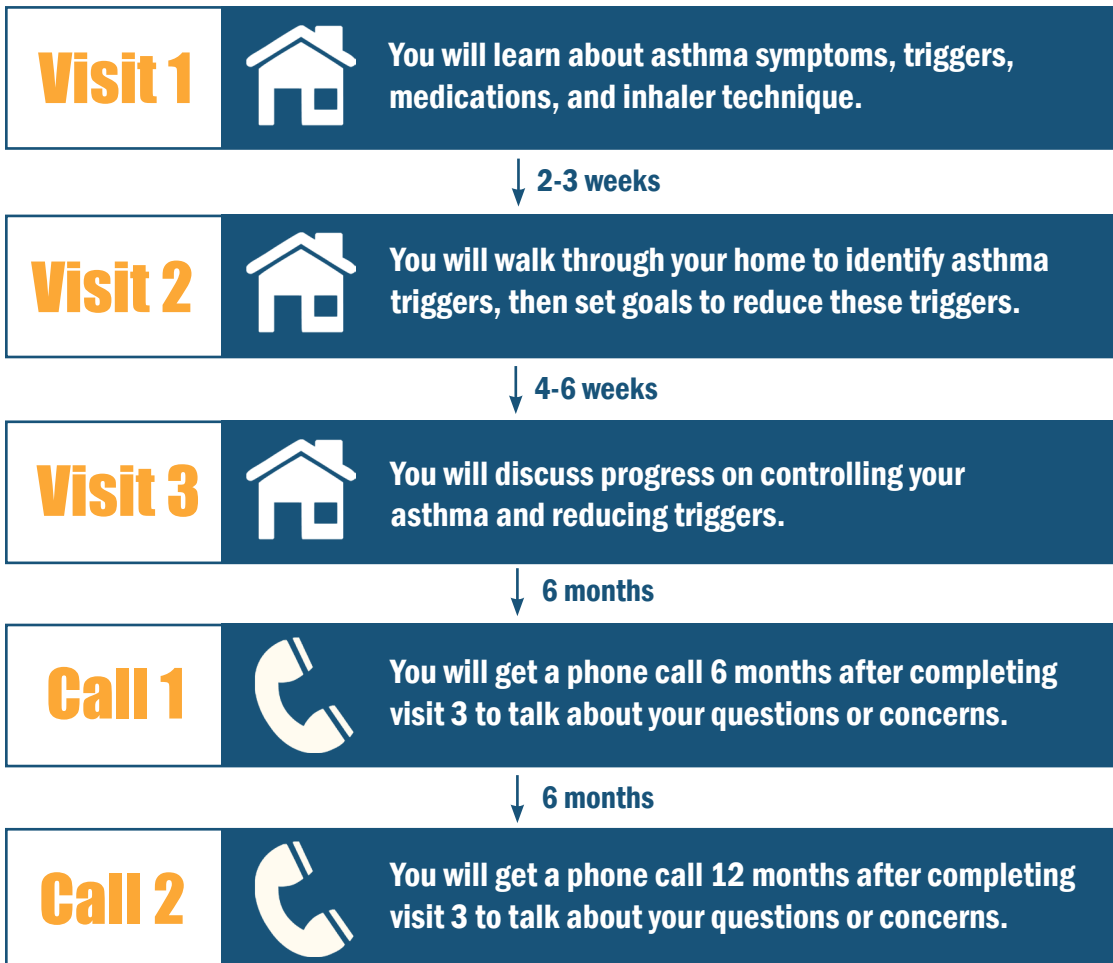 Visit 1
You will learn about asthma symptoms, triggers,
medications, and inhaler technique.
2-3 weeks
Visit 2
You will walk through your home to identify asthma
triggers, then set goals to reduce these triggers.
4-6 weeks
Visit 3
You will discuss progress on controlling your
asthma and reducing triggers.
6 months
Call 1
You will get a phone call 6 months after completing
visit 3 to talk about your questions or concerns.
6 months
Call 2
You will get a phone call 12 months after completing
visit 3 to talk about your questions or concerns.